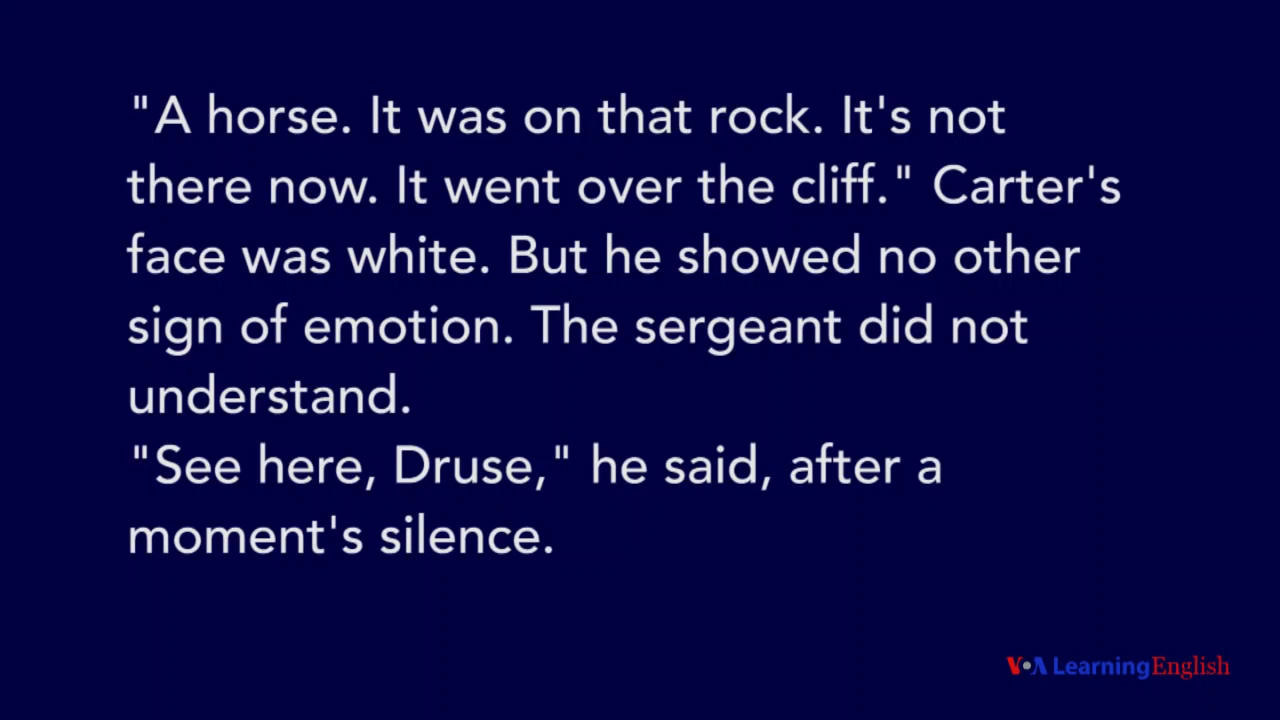 "A horse. It was on that rock. It's not
there now. It went over the cliff." Carter's
face was white. But he showed no other
sign of emotion. The sergeant did not
understand.
"See here, Druse," he said, after a
moment's silence.
VOA Learning English